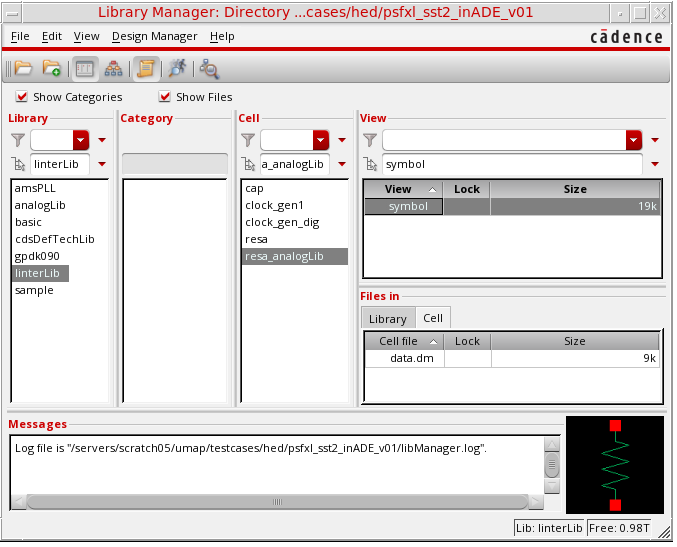 Library Manager: Directory ...cases/hed/psfxl_sst2_inADE_v01
File Edit View Design Manager Help
cādence
Show Categories Show Files
Library Category Cell View
linterLib a_analogLib symbol
amsPLL
analogLib
basic
cdsDefTechLib
gpdk090
linterLib
sample
cap
clock_gen1
clock_gen_dig
resa
resa_analogLib
View Lock Size
symbol 19k
Files in
Library Cell
Cell file Lock Size
data.dm 9k
Messages
Log file is "/servers/scratch05/umap/testcases/hed/psfxl_sst2_inADE_v01/libManager.log".
Lib: linterLib Free: 0.98T